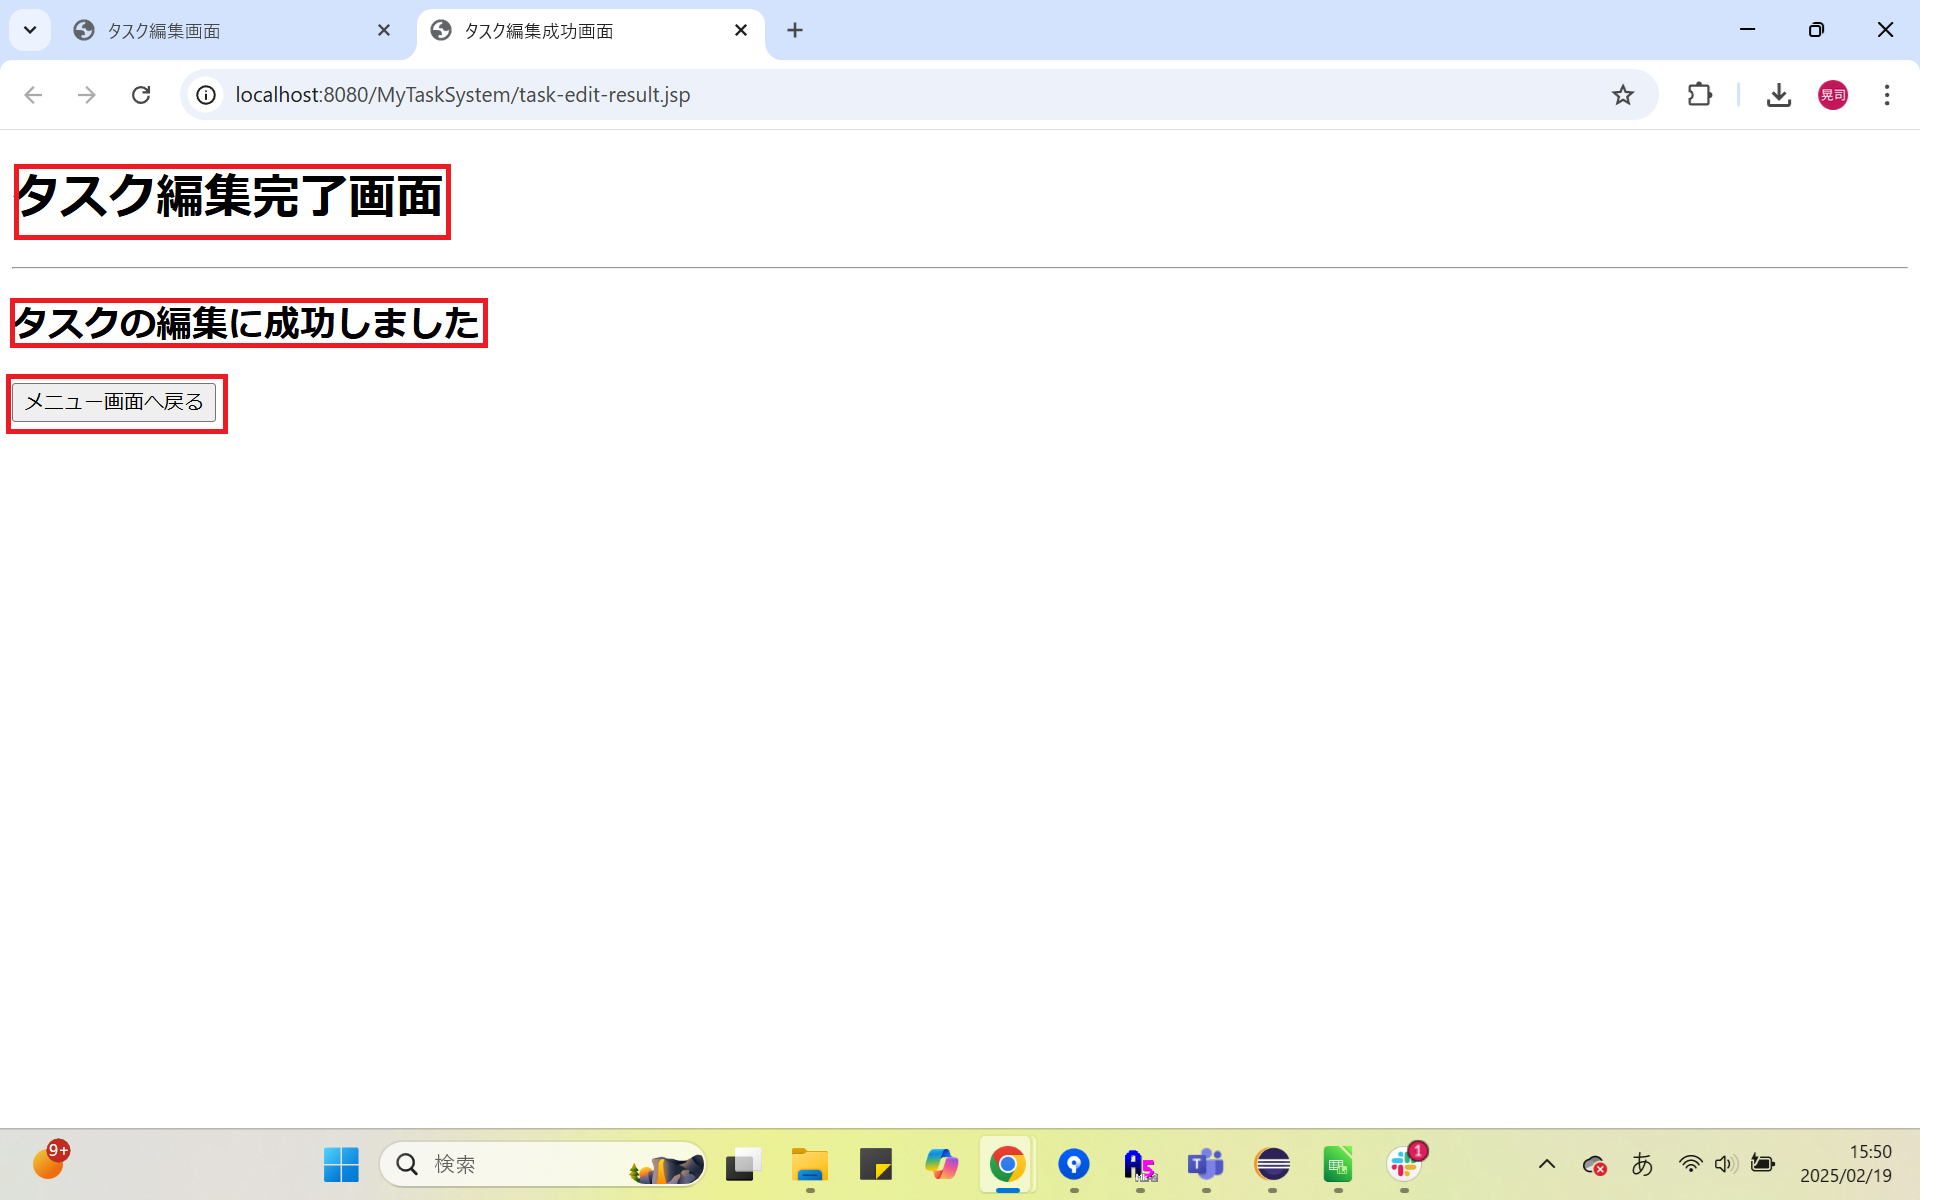 タスク編集画面
タスク編集成功画面
localhost:8080/MyTaskSystem/task-edit-result.jsp
晃司
タスク編集完了画面
タスクの編集に成功しました
メニュー画面へ戻る
9+
検索
1
あ
15:50
2025/02/19